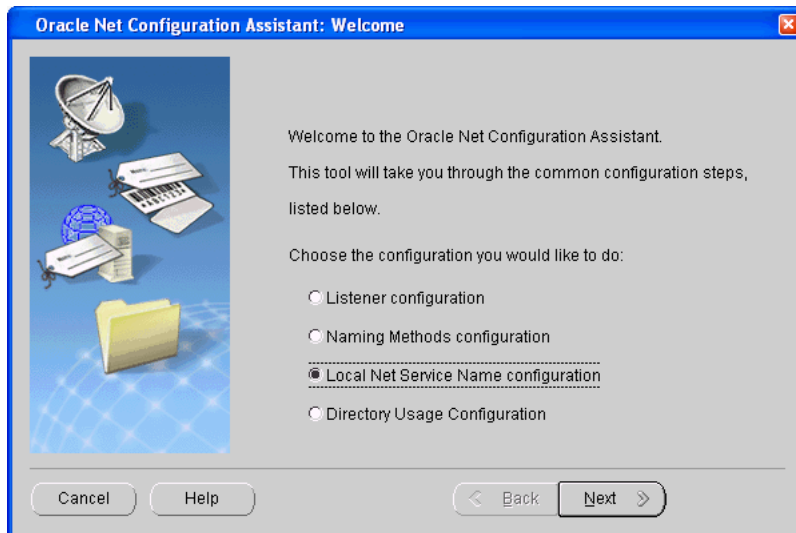 Oracle Net Configuration Assistant: Welcome
Welcome to the Oracle Net Configuration Assistant.
This tool will take you through the common configuration steps,
listed below.
Choose the configuration you would like to do:
Listener configuration
Naming Methods configuration
Local Net Service Name configuration
Directory Usage Configuration
Cancel
Help
Back
Next